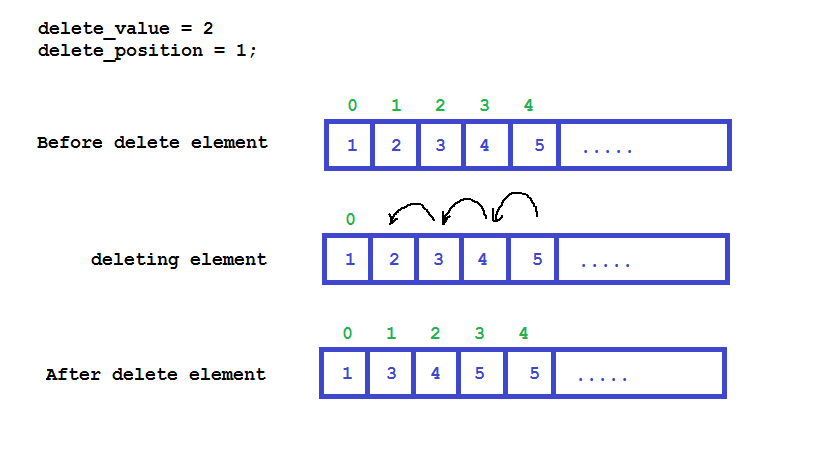 delete_value = 2
delete_position = 1;
0 1 2 3 4
Before delete element 1 2 3 4 5 .....
0
deleting element 1 2 3 4 5 .....
0 1 2 3 4
After delete element 1 3 4 5 5 .....